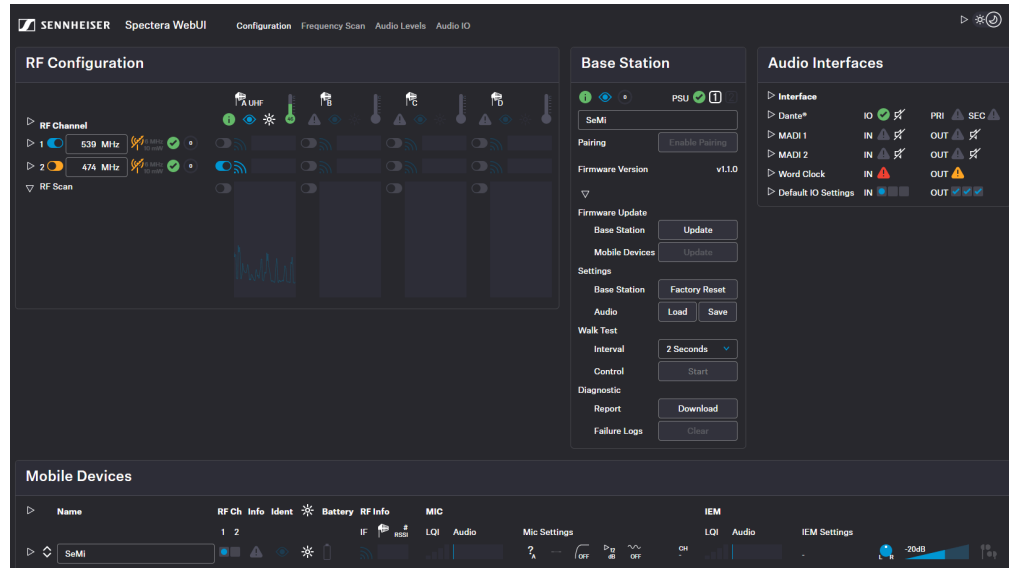 SENNHEISER Spectera WebUI Configuration Frequency Scan Audio Levels Audio IO
RF Configuration
A UHF B C D
RF Channel
1 539 MHz
2 474 MHz
RF Scan
Base Station
PSU 1 2
SeMi
Pairing Enable Pairing
Firmware Version v1.1.0
Firmware Update
Base Station Update
Mobile Devices Update
Settings
Base Station Factory Reset
Audio Load Save
Walk Test
Interval 2 Seconds
Control Start
Diagnostic
Report Download
Failure Logs Clear
Audio Interfaces
Interface
Dante® IO PRI SEC
MADI 1 IN OUT
MADI 2 IN OUT
Word Clock IN OUT
Default IO Settings IN OUT
Mobile Devices
Name RF Ch Info Ident Battery RF Info MIC IEM
1 2 IF # RSSI LQI Audio Mic Settings LQI Audio IEM Settings
SeMi ? A -- OFF 12 dB OFF CH - - L R -20dB